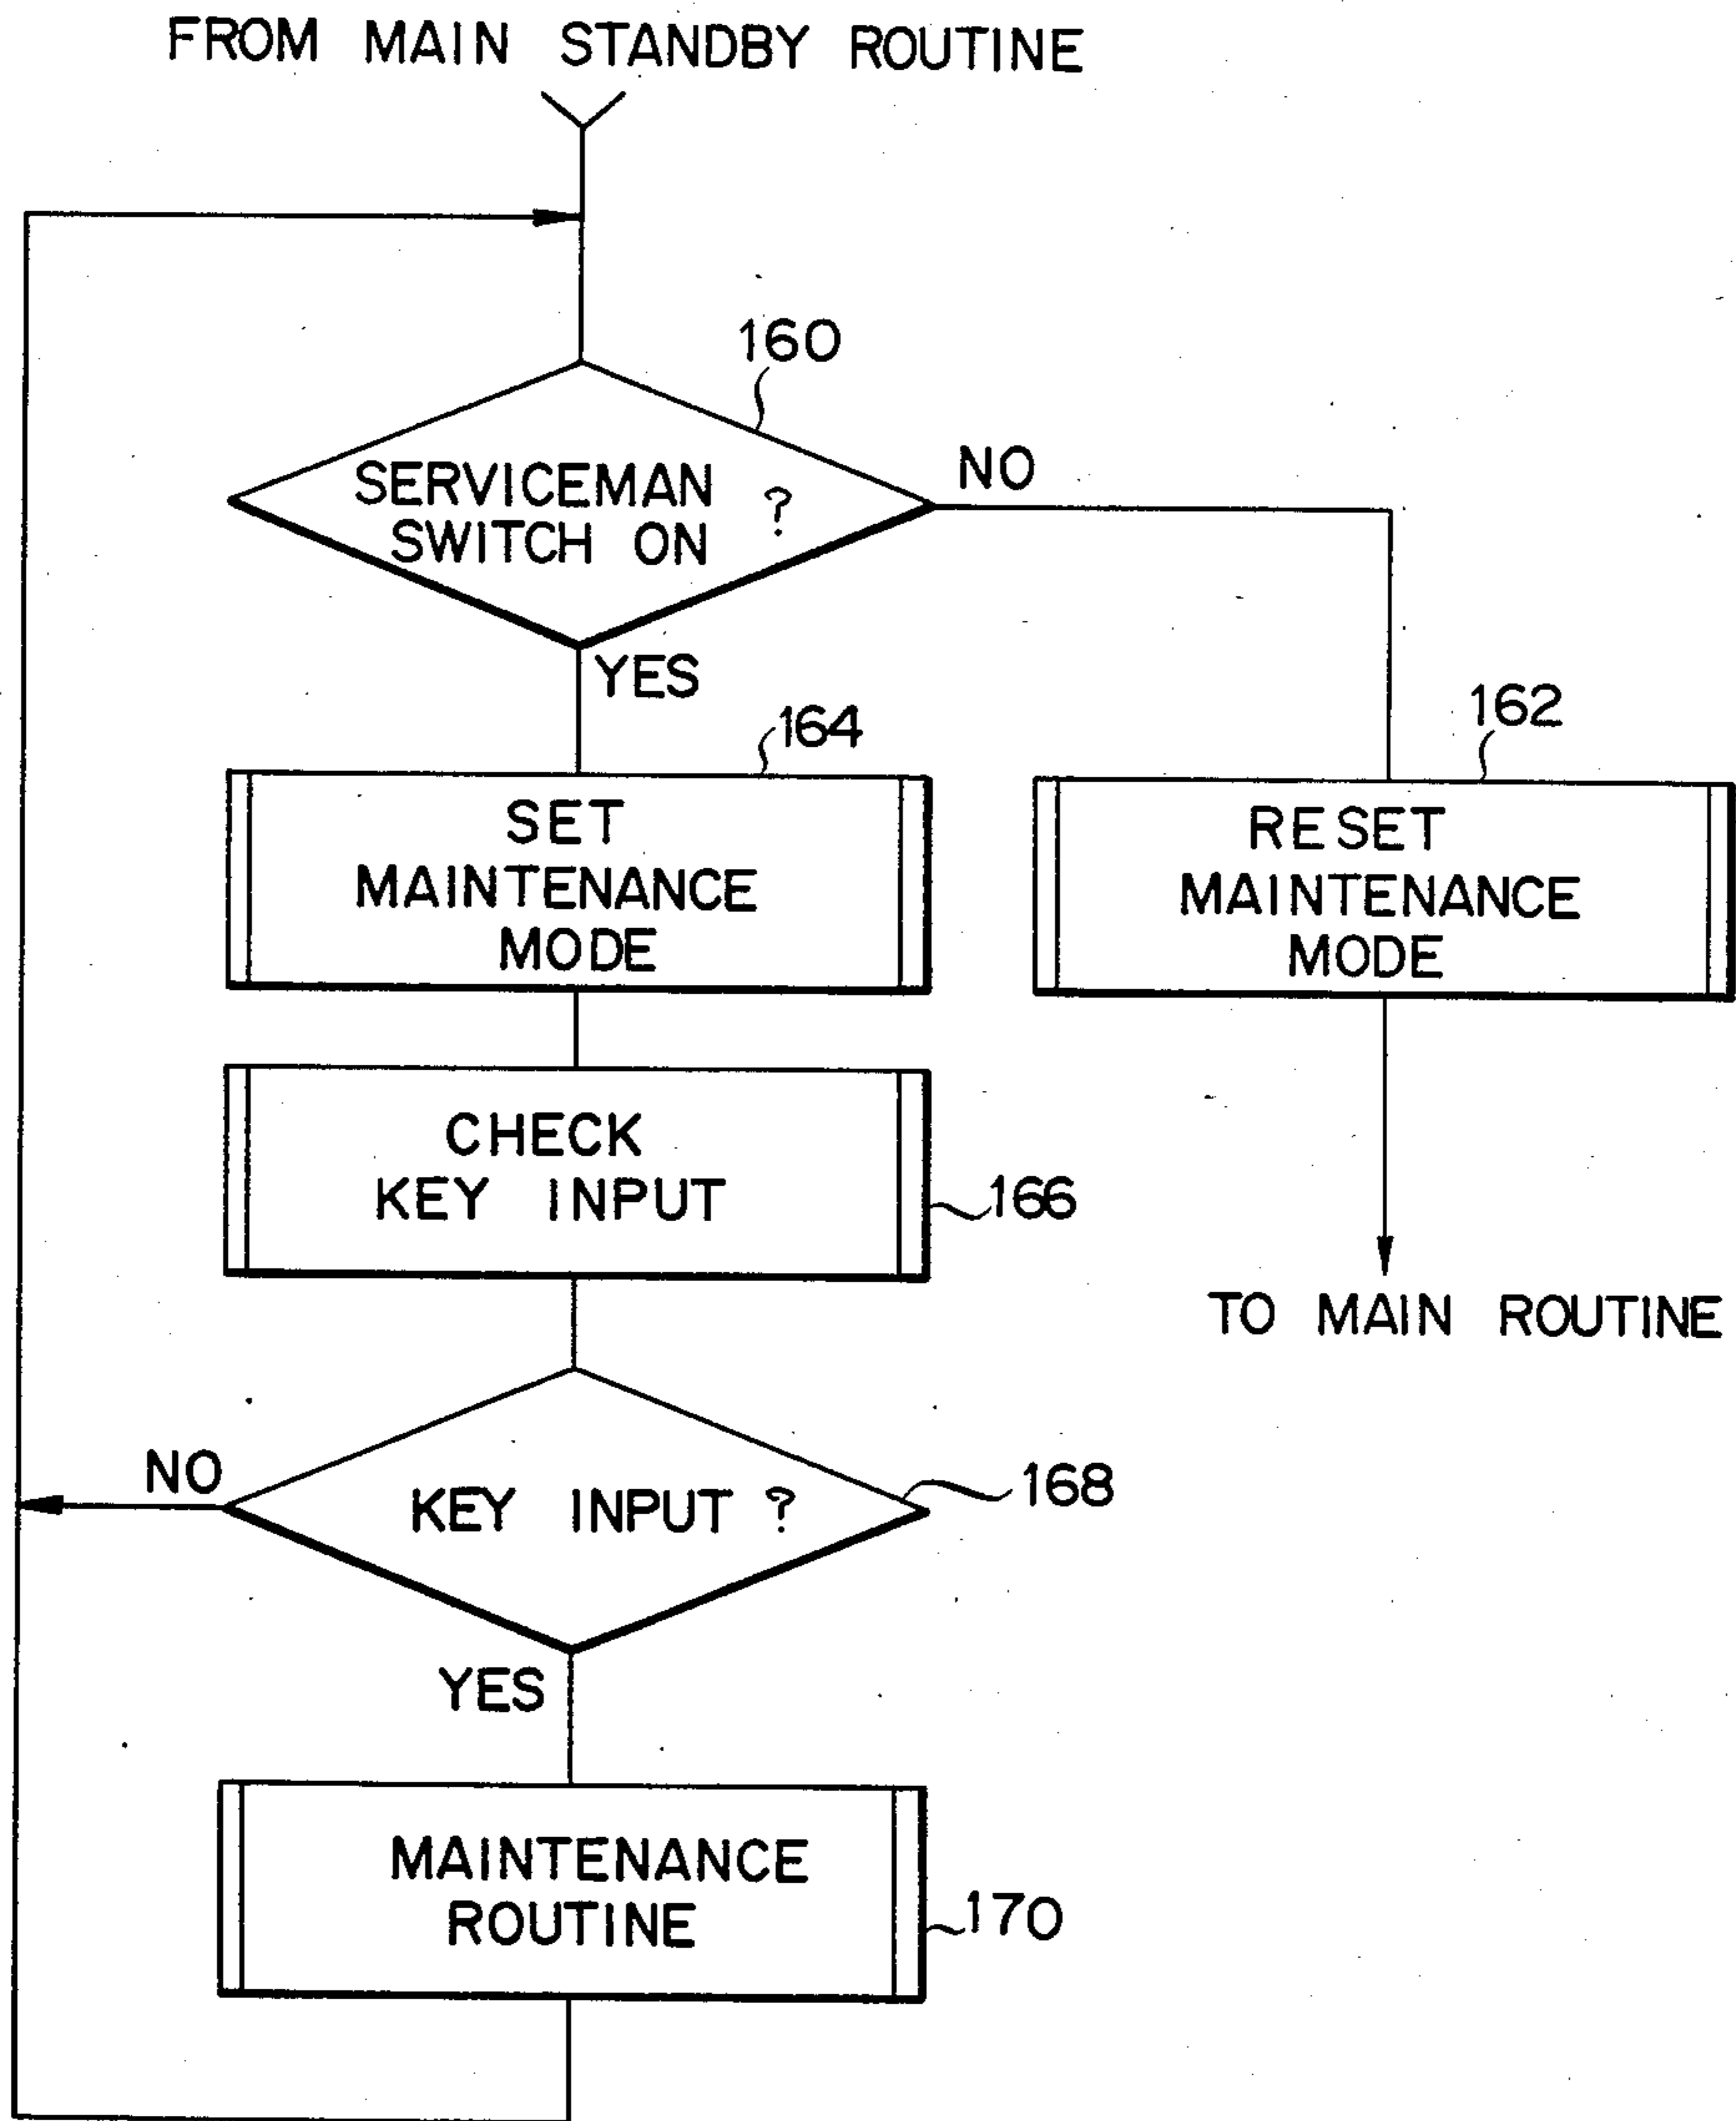 FROM MAIN STANDBY ROUTINE
160
SERVICEMAN
SWITCH ON ?
NO
YES
164
SET
MAINTENANCE
MODE
162
RESET
MAINTENANCE
MODE
CHECK
KEY INPUT
166
TO MAIN ROUTINE
NO
KEY INPUT ?
168
YES
MAINTENANCE
ROUTINE
170